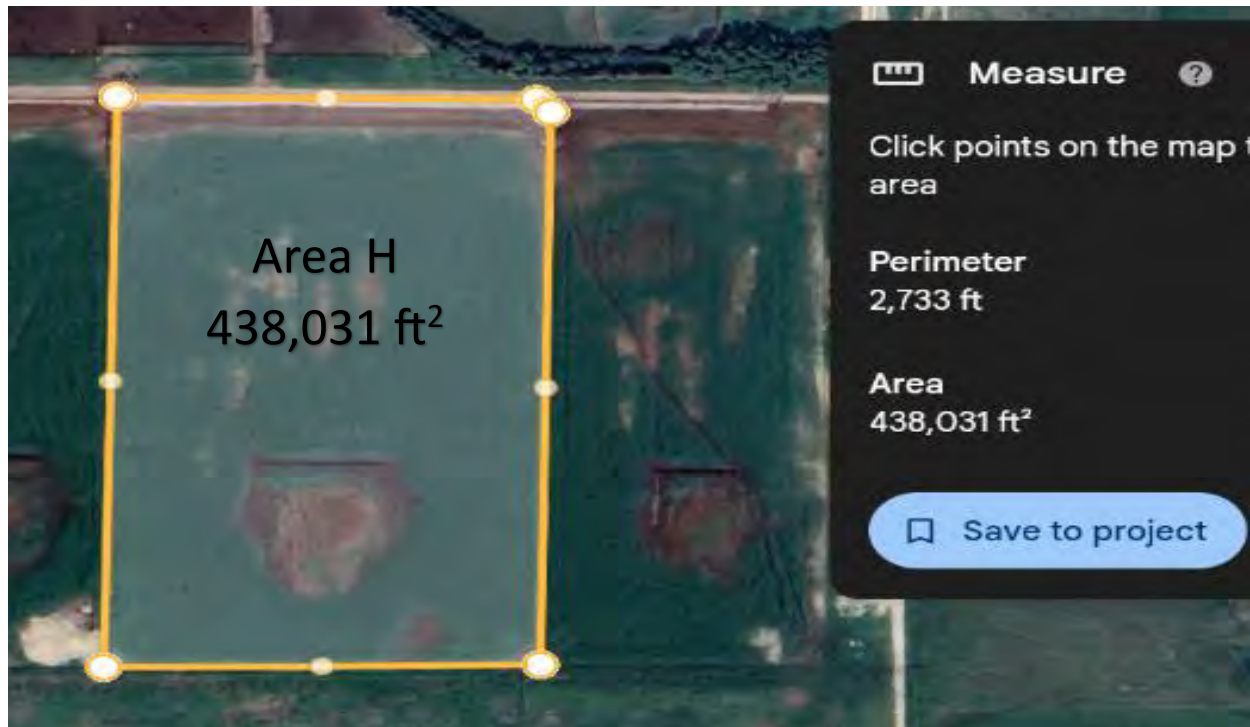 Area H
438,031 ft²
Measure
Click points on the map
area
Perimeter
2,733 ft
Area
438,031 ft²
Save to project